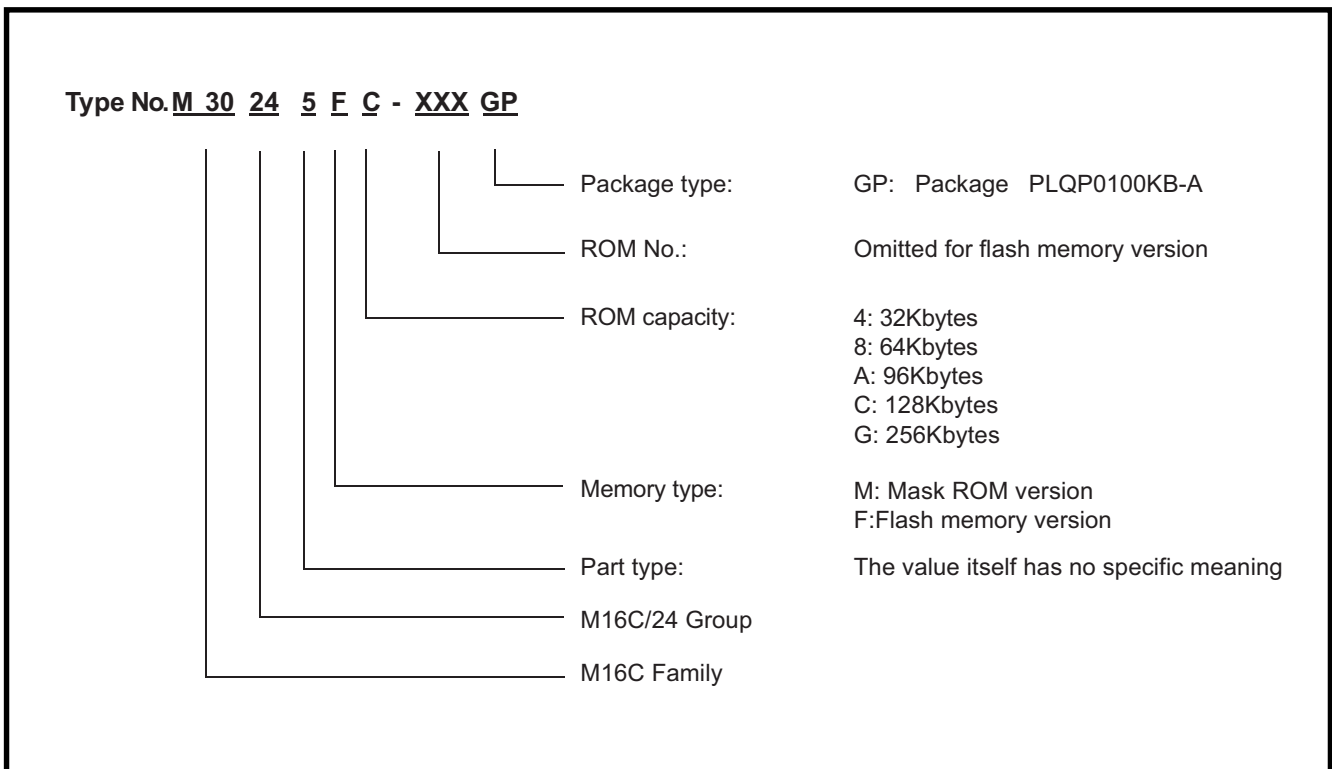 Type No. M 30 24 5 F C - XXX GP
Package type: GP: Package PLQP0100KB-A
ROM No.: Omitted for flash memory version
ROM capacity: 4: 32Kbytes
8: 64Kbytes
A: 96Kbytes
C: 128Kbytes
G: 256Kbytes
Memory type: M: Mask ROM version
F:Flash memory version
Part type: The value itself has no specific meaning
M16C/24 Group
M16C Family